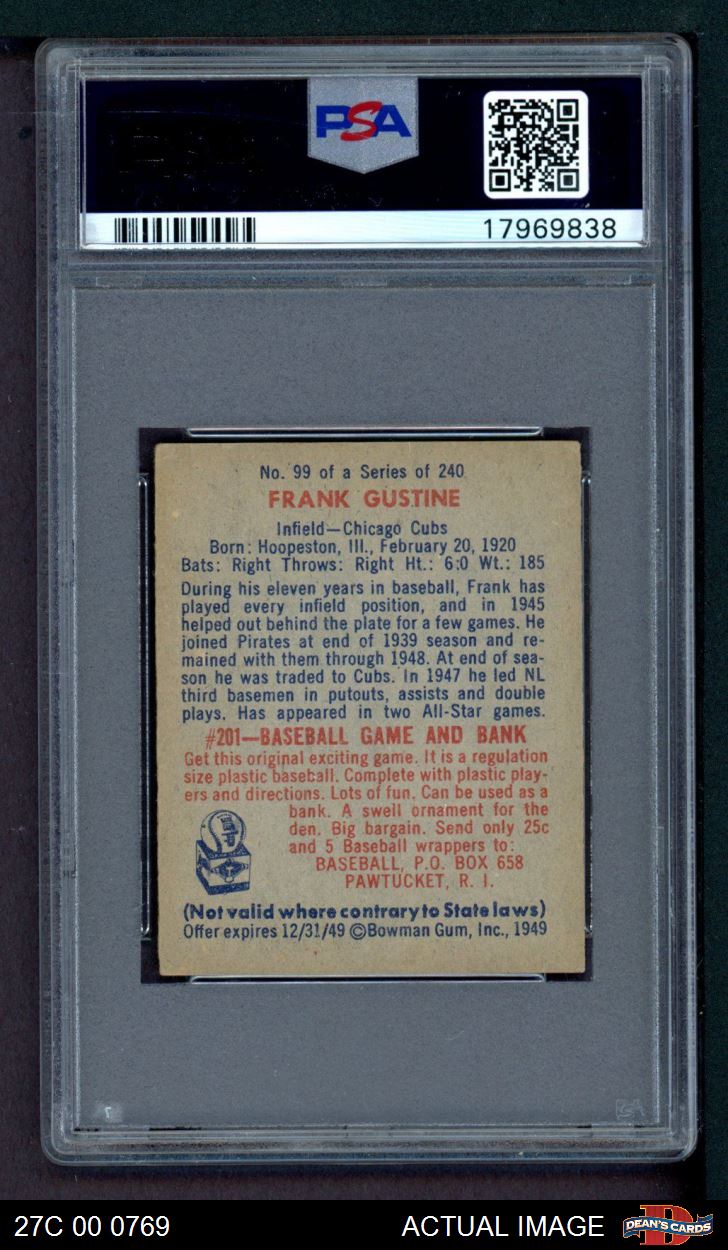 PSA
17969838
No. 99 of a Series of 240
FRANK GUSTINE
Infield—Chicago Cubs
Born: Hoopeston, Ill., February 20, 1920
Bats: Right Throws: Right Ht.: 6:0 Wt.: 185
During his eleven years in baseball, Frank has
played every infield position, and in 1945
helped out behind the plate for a few games. He
joined Pirates at end of 1939 season and re-
mained with them through 1948. At end of sea-
son he was traded to Cubs. In 1947 he led NL
third basemen in putouts, assists and double
plays. Has appeared in two All-Star games.
#201—BASEBALL GAME AND BANK
Get this original exciting game. It is a regulation
size plastic baseball. Complete with plastic play-
ers and directions. Lots of fun. Can be used as a
bank. A swell ornament for the
den. Big bargain. Send only 25c
and 5 Baseball wrappers to:
BASEBALL, P.O. BOX 658
PAWTUCKET, R. I.
(Not valid where contrary to State laws)
Offer expires 12/31/49 ©Bowman Gum, Inc., 1949
27C 00 0769
ACTUAL IMAGE
DEAN'S CARDS